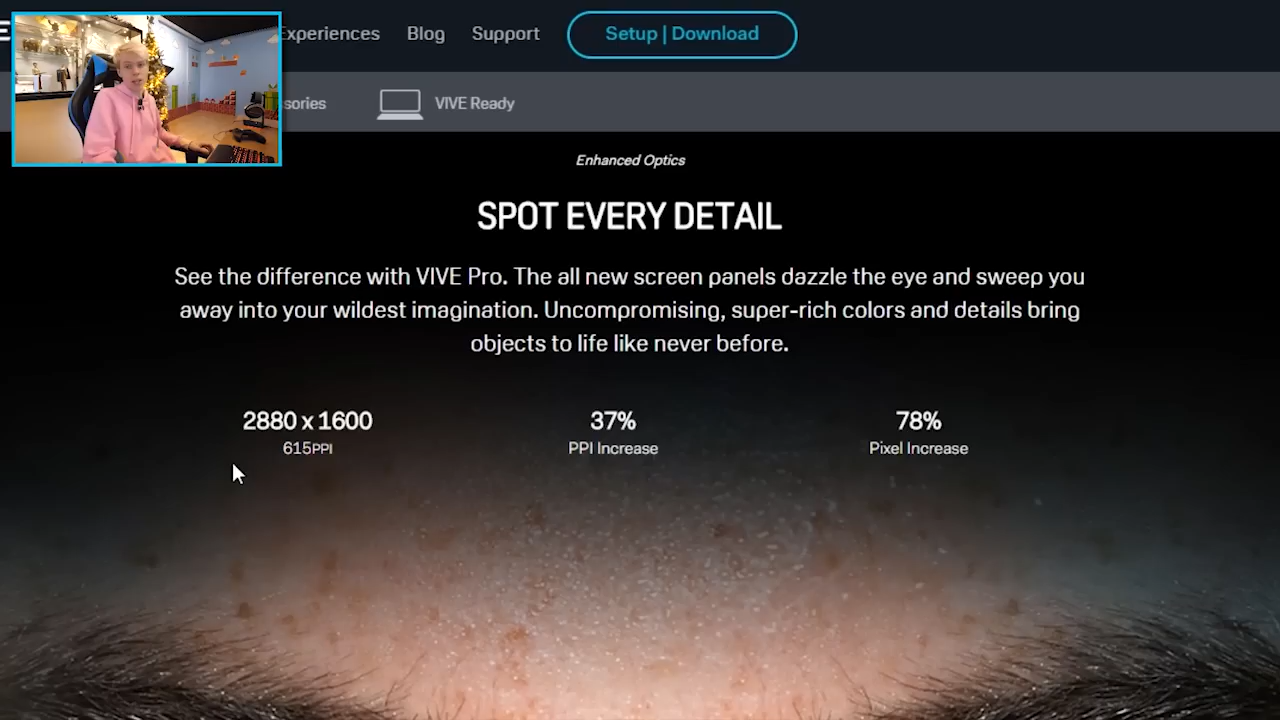 Experiences Blog Support Setup | Download
VIVE Ready
Enhanced Optics
SPOT EVERY DETAIL
See the difference with VIVE Pro. The all new screen panels dazzle the eye and sweep you
away into your wildest imagination. Uncompromising, super-rich colors and details bring
objects to life like never before.
2880 x 1600 37% 78%
615PPI PPI Increase Pixel Increase